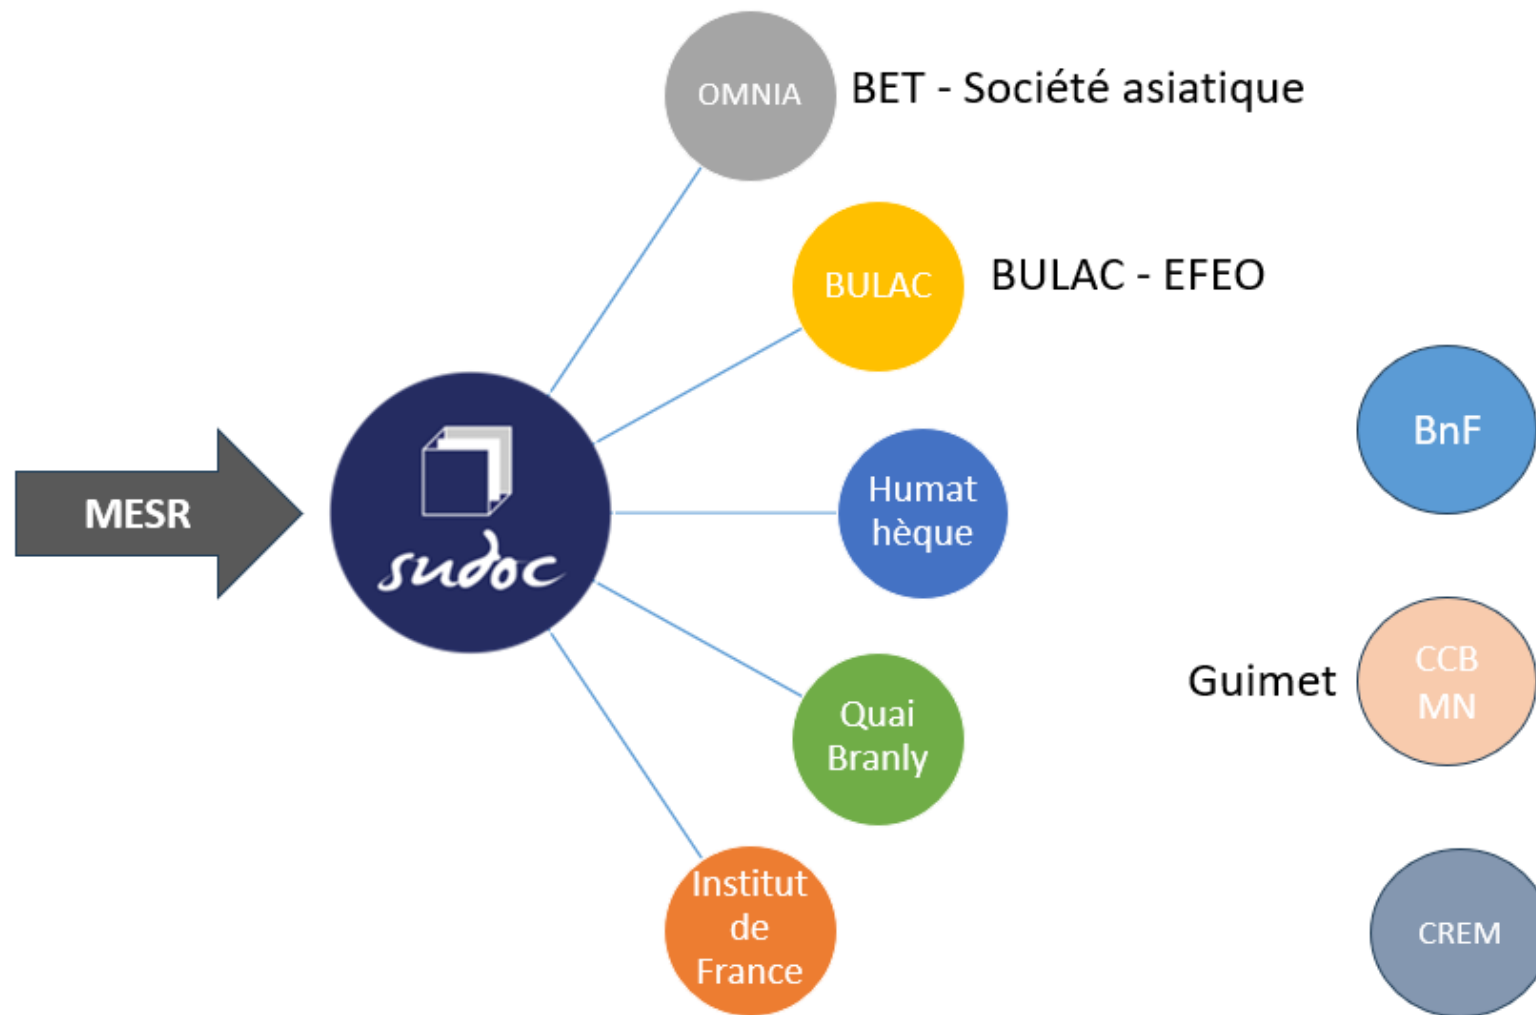 OMNIA
BET - Société asiatique
BULAC
BULAC - EFEO
BnF
MESR
sudoc
Humat
hèque
Guimet
CCB
MN
Quai
Branly
Institut
de
France
CREM